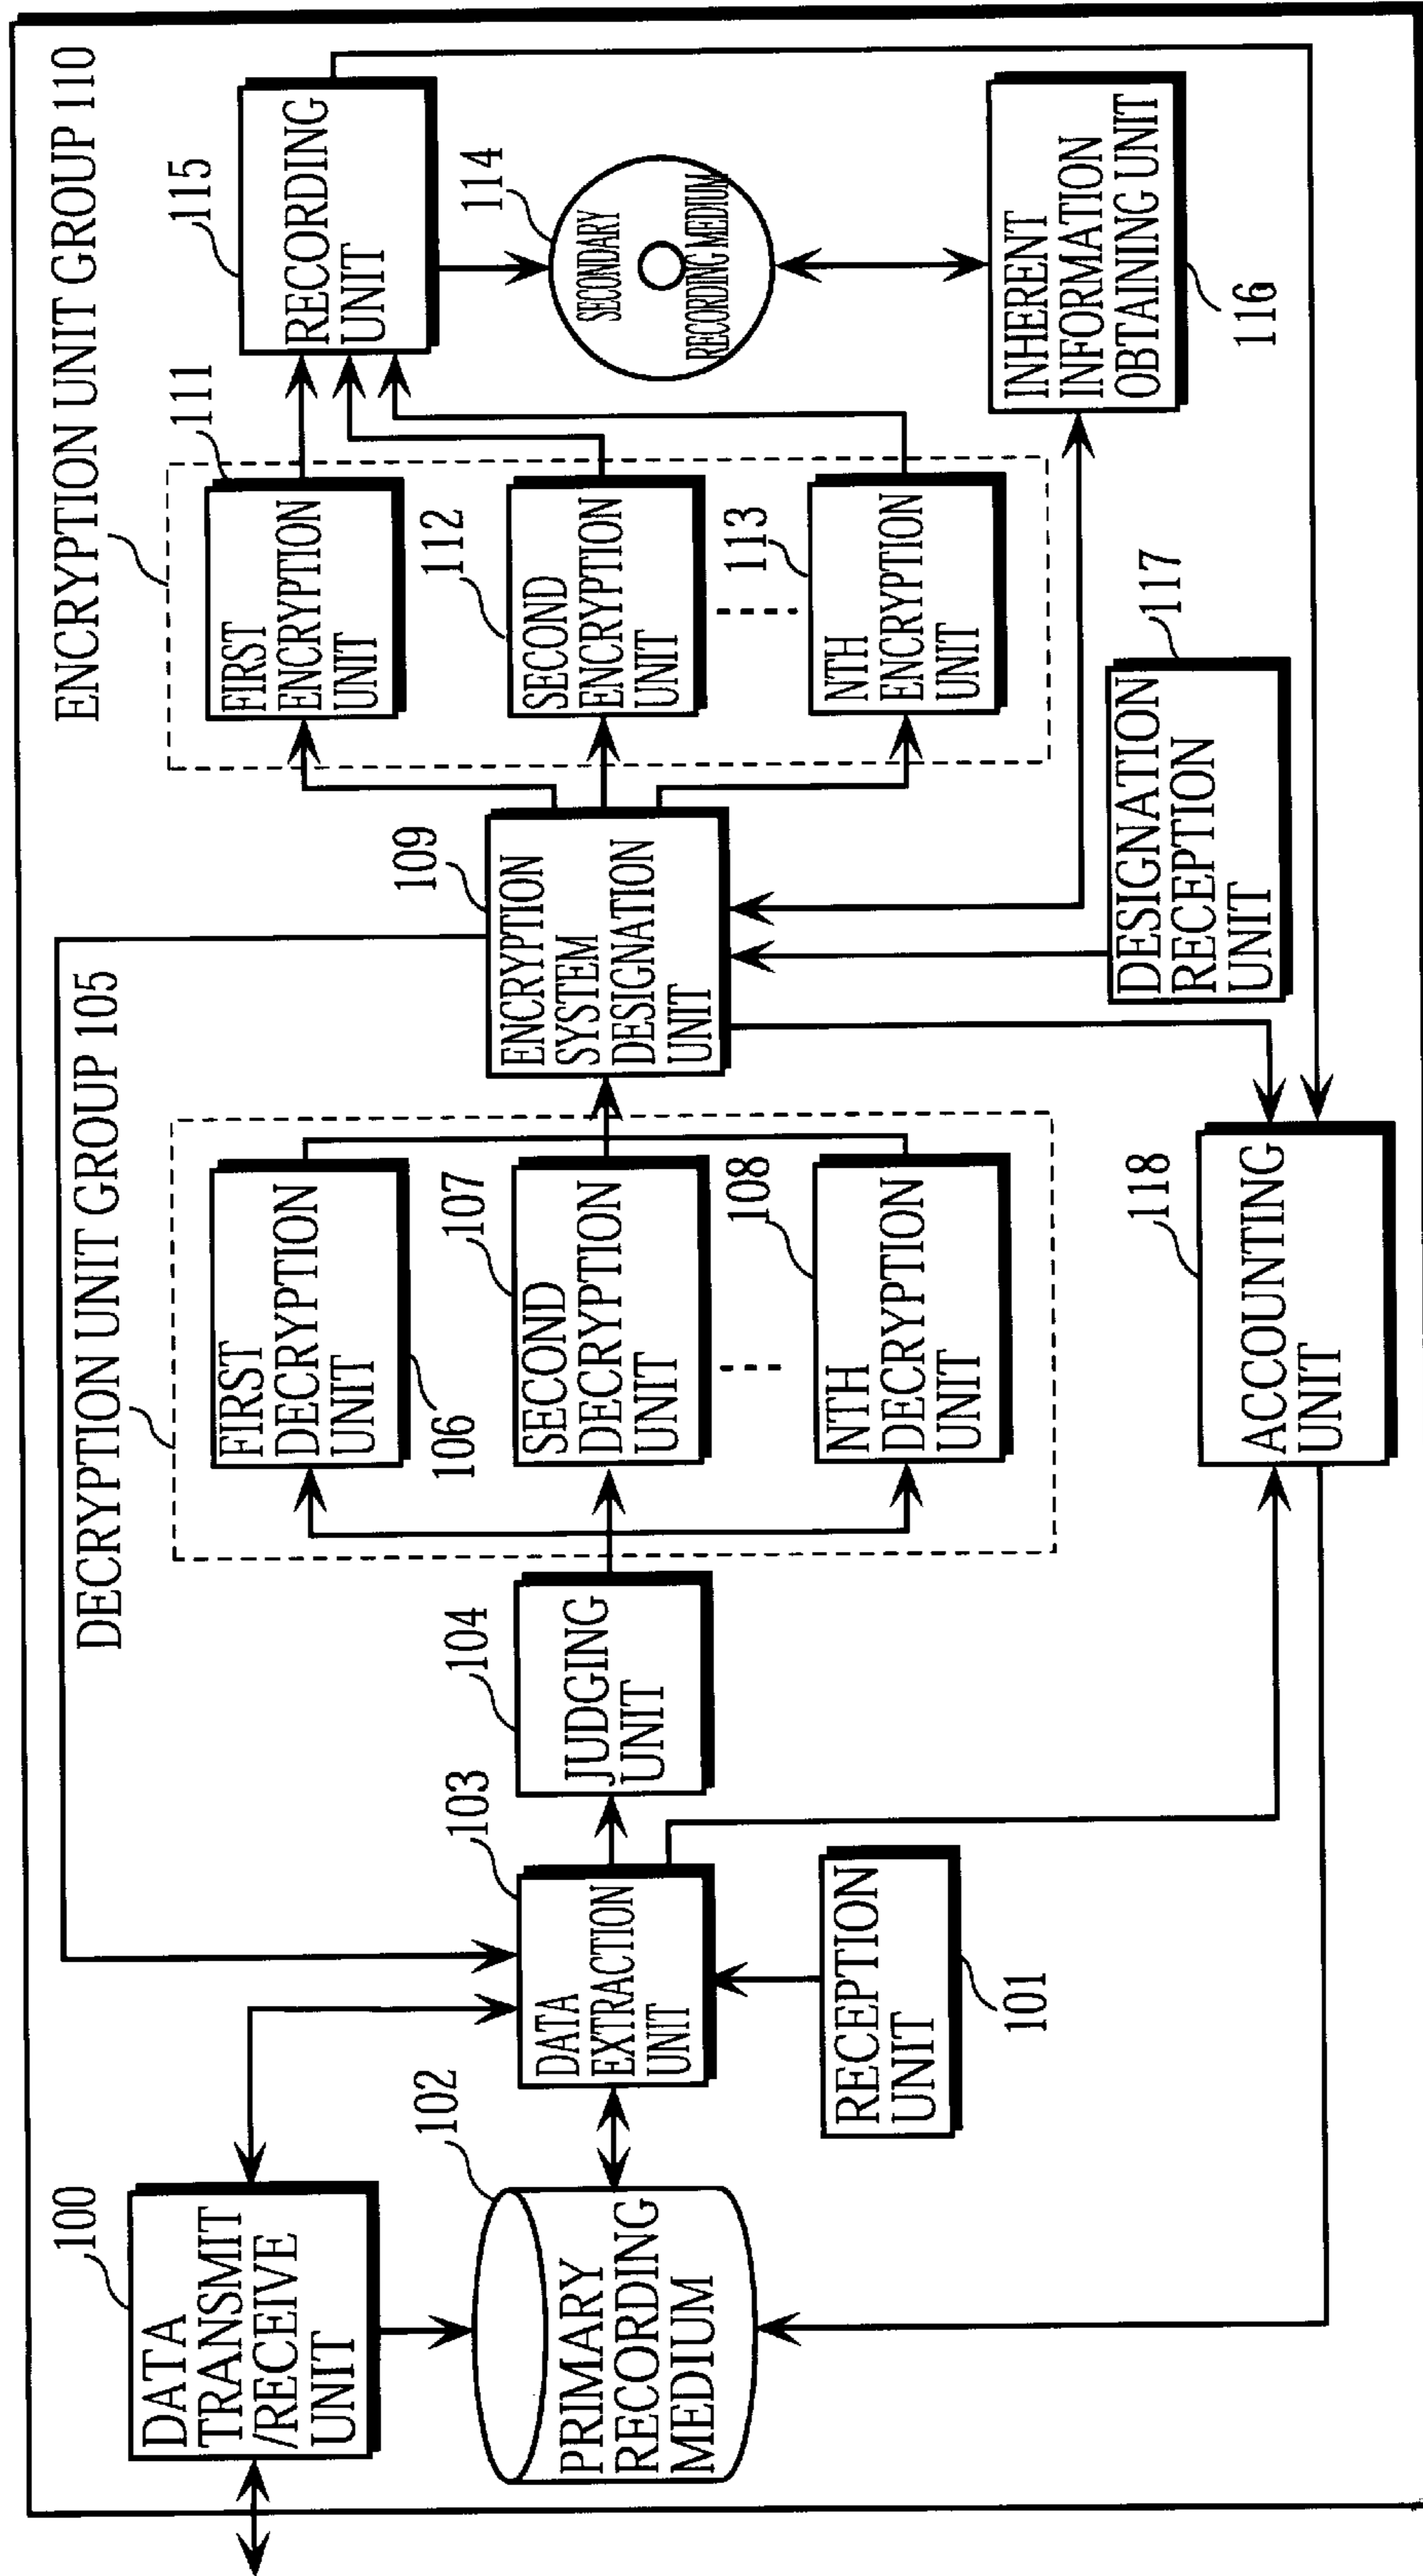 ENCRYPTION UNIT GROUP 110
DECRYPTION UNIT GROUP 105
100
DATA
TRANSMIT
/RECEIVE
UNIT
102
PRIMARY
RECORDING
MEDIUM
103
DATA
EXTRACTION
UNIT
RECEPTION
UNIT
101
104
JUDGING
UNIT
FIRST
DECRYPTION
UNIT
106
107
SECOND
DECRYPTION
UNIT
108
NTH
DECRYPTION
UNIT
118
ACCOUNTING
UNIT
109
ENCRYPTION
SYSTEM
DESIGNATION
UNIT
117
DESIGNATION
RECEPTION
UNIT
111
FIRST
ENCRYPTION
UNIT
112
SECOND
ENCRYPTION
UNIT
113
NTH
ENCRYPTION
UNIT
115
RECORDING
UNIT
114
SECONDARY
RECORDING MEDIUM
INHERENT
INFORMATION
OBTAINING UNIT
116